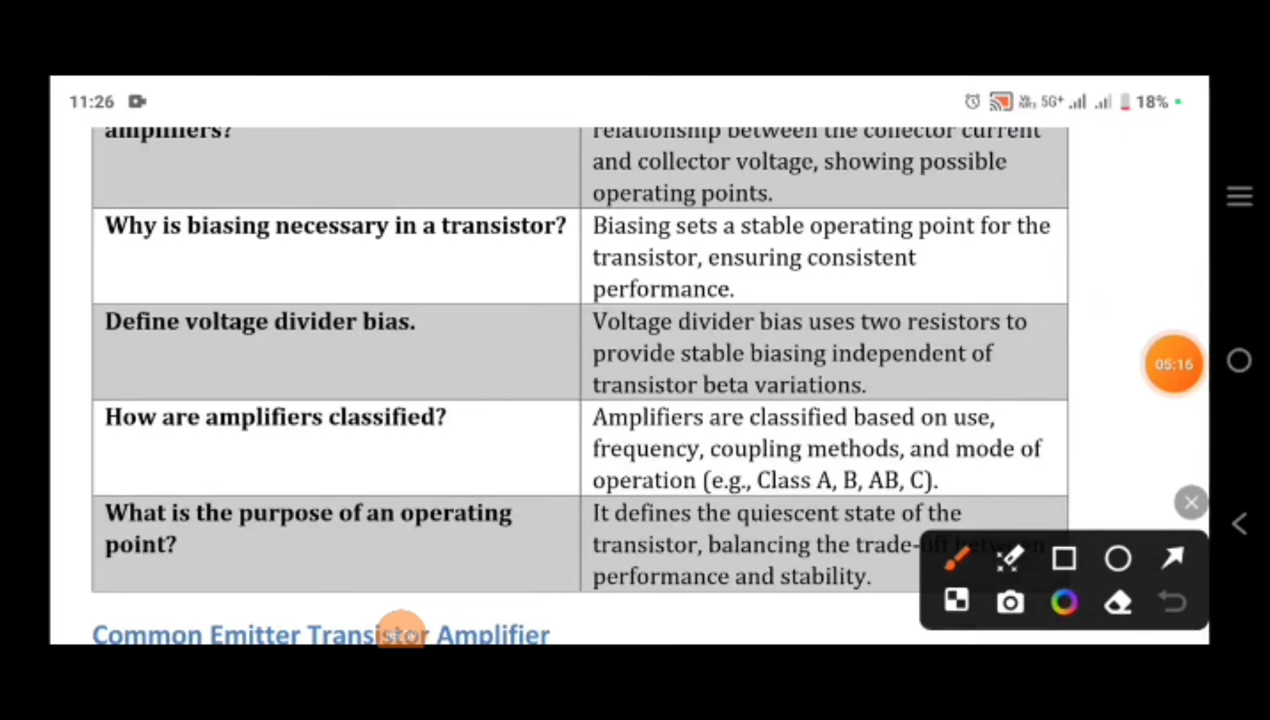 11:26
5G+ 18%
amplifiers?
relationship between the collector current
and collector voltage, showing possible
operating points.
Why is biasing necessary in a transistor?
Biasing sets a stable operating point for the
transistor, ensuring consistent
performance.
Define voltage divider bias.
Voltage divider bias uses two resistors to
provide stable biasing independent of
transistor beta variations.
05:16
How are amplifiers classified?
Amplifiers are classified based on use,
frequency, coupling methods, and mode of
operation (e.g., Class A, B, AB, C).
What is the purpose of an operating
point?
It defines the quiescent state of the
transistor, balancing the trade-off between
performance and stability.
Common Emitter Transistor Amplifier